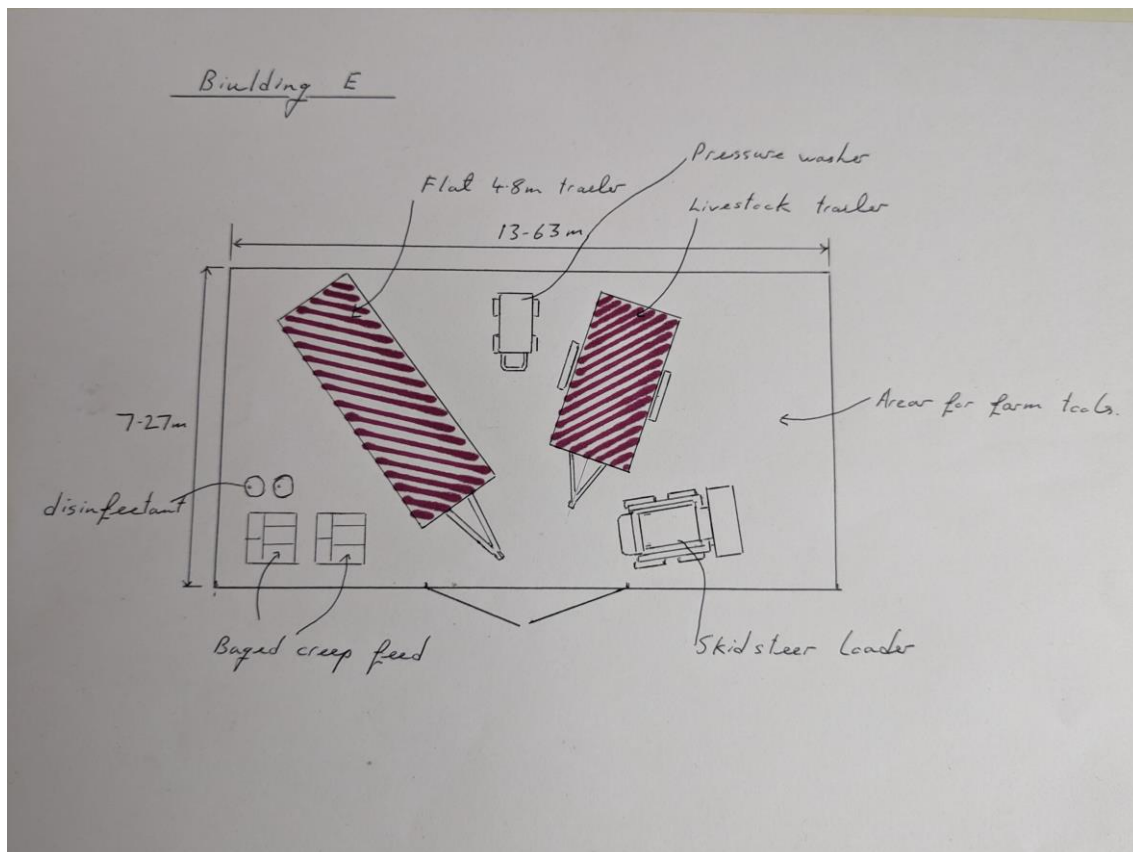 Biulding E
Pressure washer
Flat 4.8m trailer
Livestock trailer
13-63m
7-27m
Arear for farm tools.
disinfectant
Baged creep feed
Skidsteer Loader